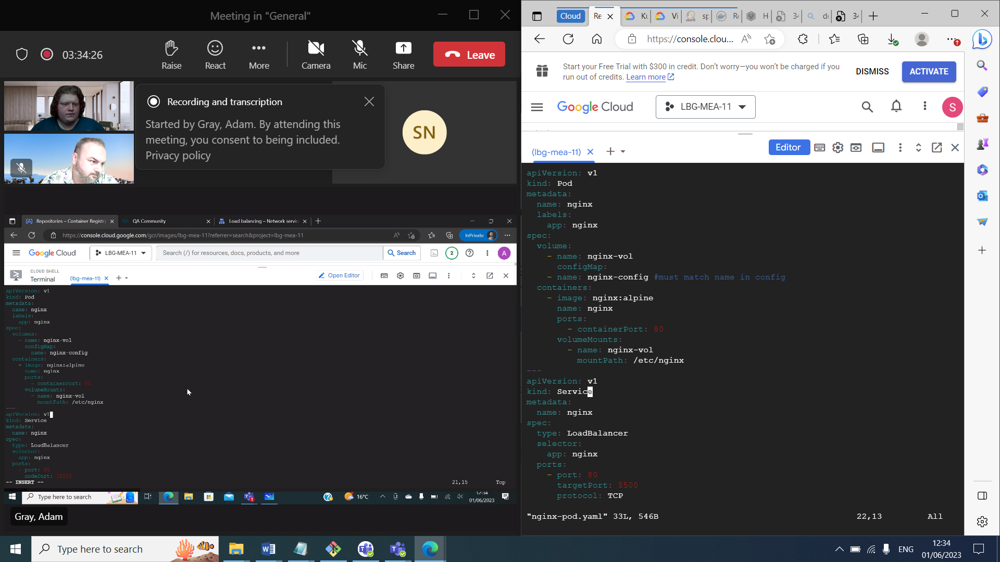 Meeting in "General"
03:34:26
Raise
React
More
Camera
Mic
Share
Leave
Recording and transcription
Started by Gray, Adam. By attending this
meeting, you consent to being included.
Privacy policy
SN
Repositories – Container Registry
QA Community
Load balancing – Network servic
https://console.cloud.google.com/gcr/images/lbg-mea-11?referrer=search&project=lbg-mea-11
InPrivate
Google Cloud
LBG-MEA-11
Search (/) for resources, docs, products, and more
Search
2
A
CLOUD SHELL
Terminal
(lbg-mea-11)
Open Editor
apiVersion: v1
kind: Pod
metadata:
  name: nginx
  labels:
    app: nginx
spec:
  volumes:
    - name: nginx-vol
      configMap:
        name: nginx-config
  containers:
    - image: nginx:alpine
      name: nginx
      ports:
        - containerPort: 80
      volumeMounts:
        - name: nginx-vol
          mountPath: /etc/nginx
---
apiVersion: v1
kind: Service
metadata:
  name: nginx
spec:
  type: LoadBalancer
  selector:
    app: nginx
  ports:
    - port: 80
      nodePort: 32500
-- INSERT --
21,15
Top
Type here to search
16°C
12:34
01/06/2023
Gray, Adam
Cloud
Re
Ku
Vi
sp
Re
H
34
de
34
https://console.clou...
Start your Free Trial with $300 in credit. Don't worry—you won't be charged if you
run out of credits. Learn more
DISMISS
ACTIVATE
Google Cloud
LBG-MEA-11
S
(lbg-mea-11)
Editor
apiVersion: v1
kind: Pod
metadata:
  name: nginx
  labels:
    app: nginx
spec:
  volume:
    - name: nginx-vol
      configMap:
    - name: nginx-config #must match name in config
  containers:
    - image: nginx:alpine
      name: nginx
      ports:
        - containerPort: 80
      volumeMounts:
        - name: nginx-vol
          mountPath: /etc/nginx
---
apiVersion: v1
kind: Service
metadata:
  name: nginx
spec:
  type: LoadBalancer
  selector:
    app: nginx
  ports:
    - port: 80
      targetPort: 5500
      protocol: TCP
"nginx-pod.yaml" 33L, 546B
22,13
All
Type here to search
ENG
12:34
01/06/2023